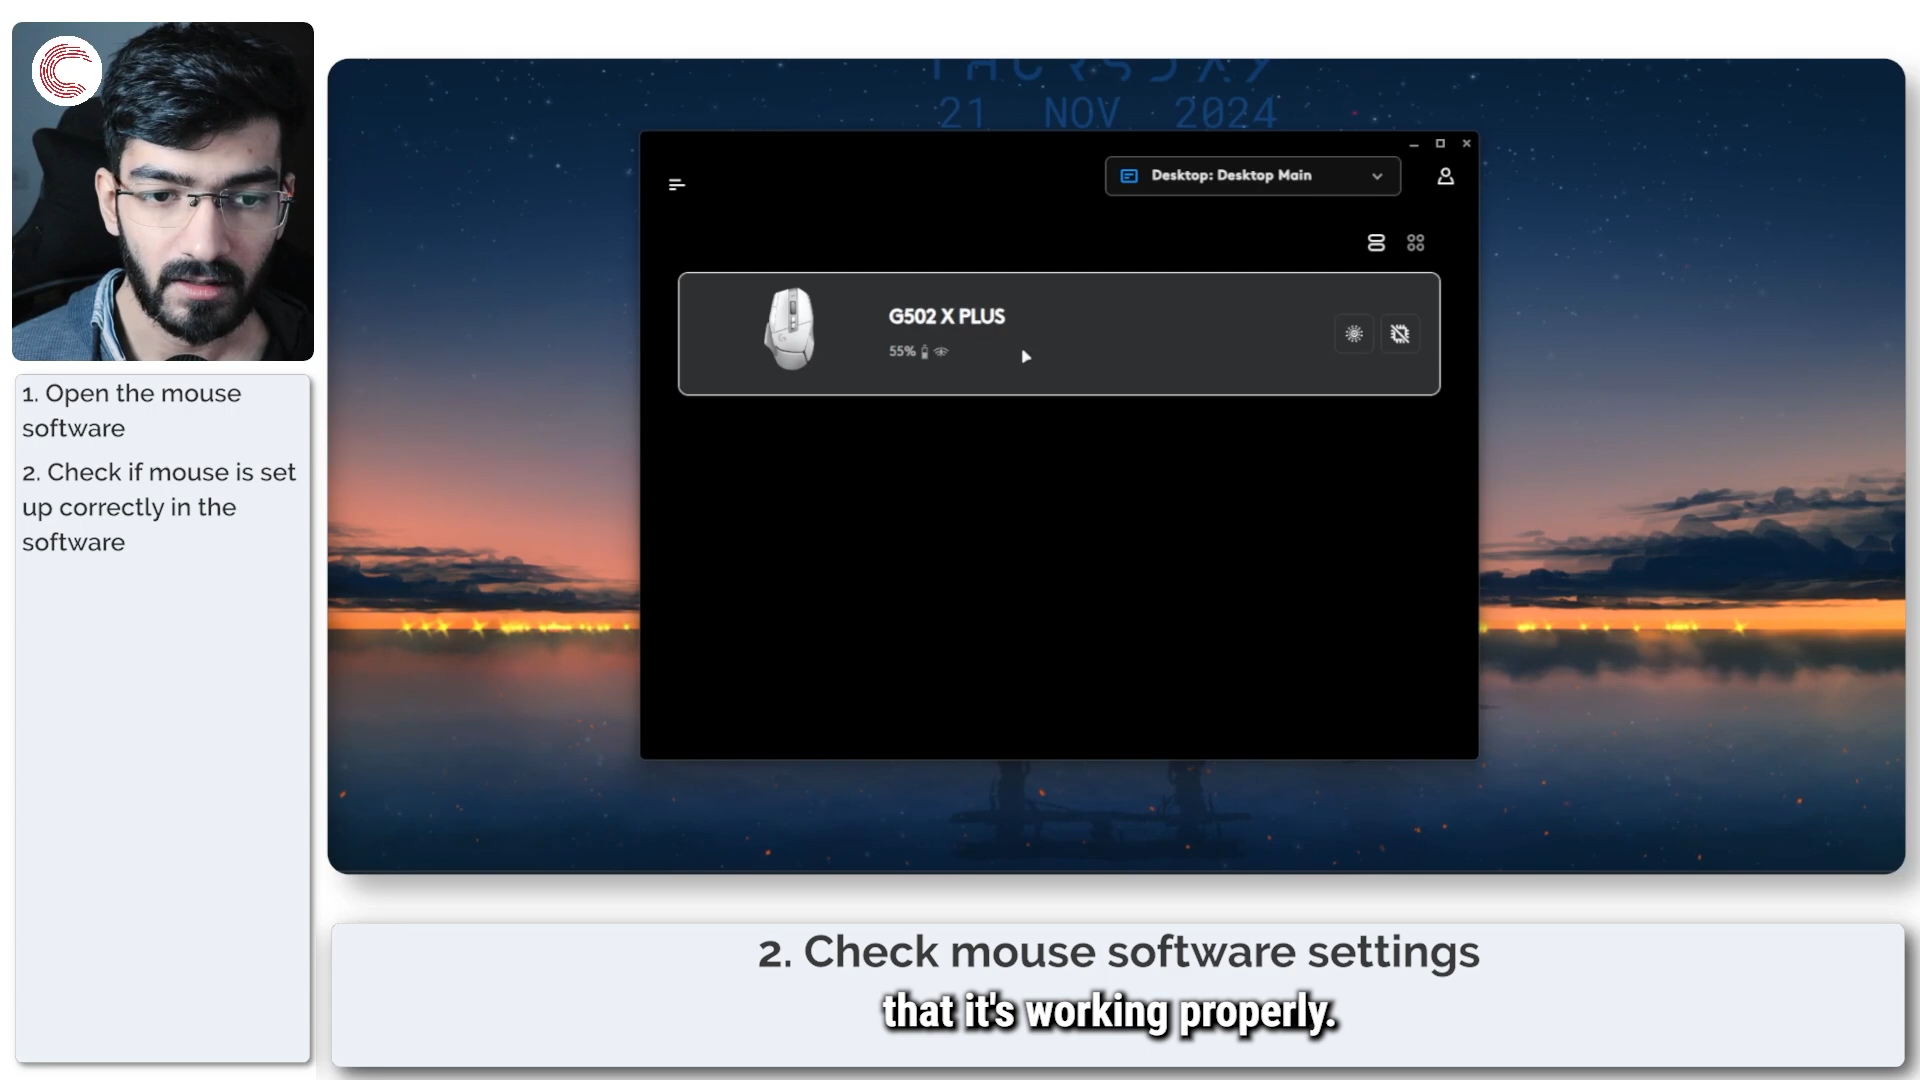 1. Open the mouse
software
2. Check if mouse is set
up correctly in the
software
THURSDAY
21 NOV 2024
Desktop: Desktop Main
G502 X PLUS
55%
2. Check mouse software settings
that it's working properly.